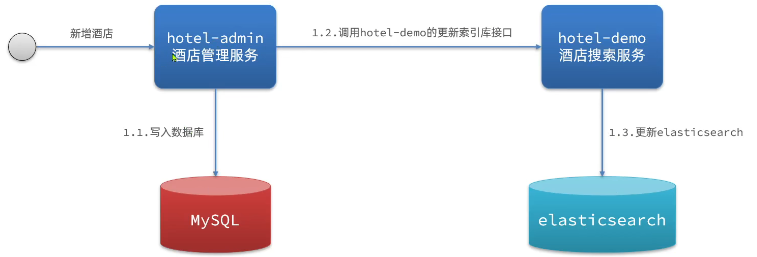 新增酒店
hotel-admin
酒店管理服务
1.2.调用hotel-demo的更新索引库接口
hotel-demo
酒店搜索服务
1.1.写入数据库
1.3.更新elasticsearch
MySQL
elasticsearch